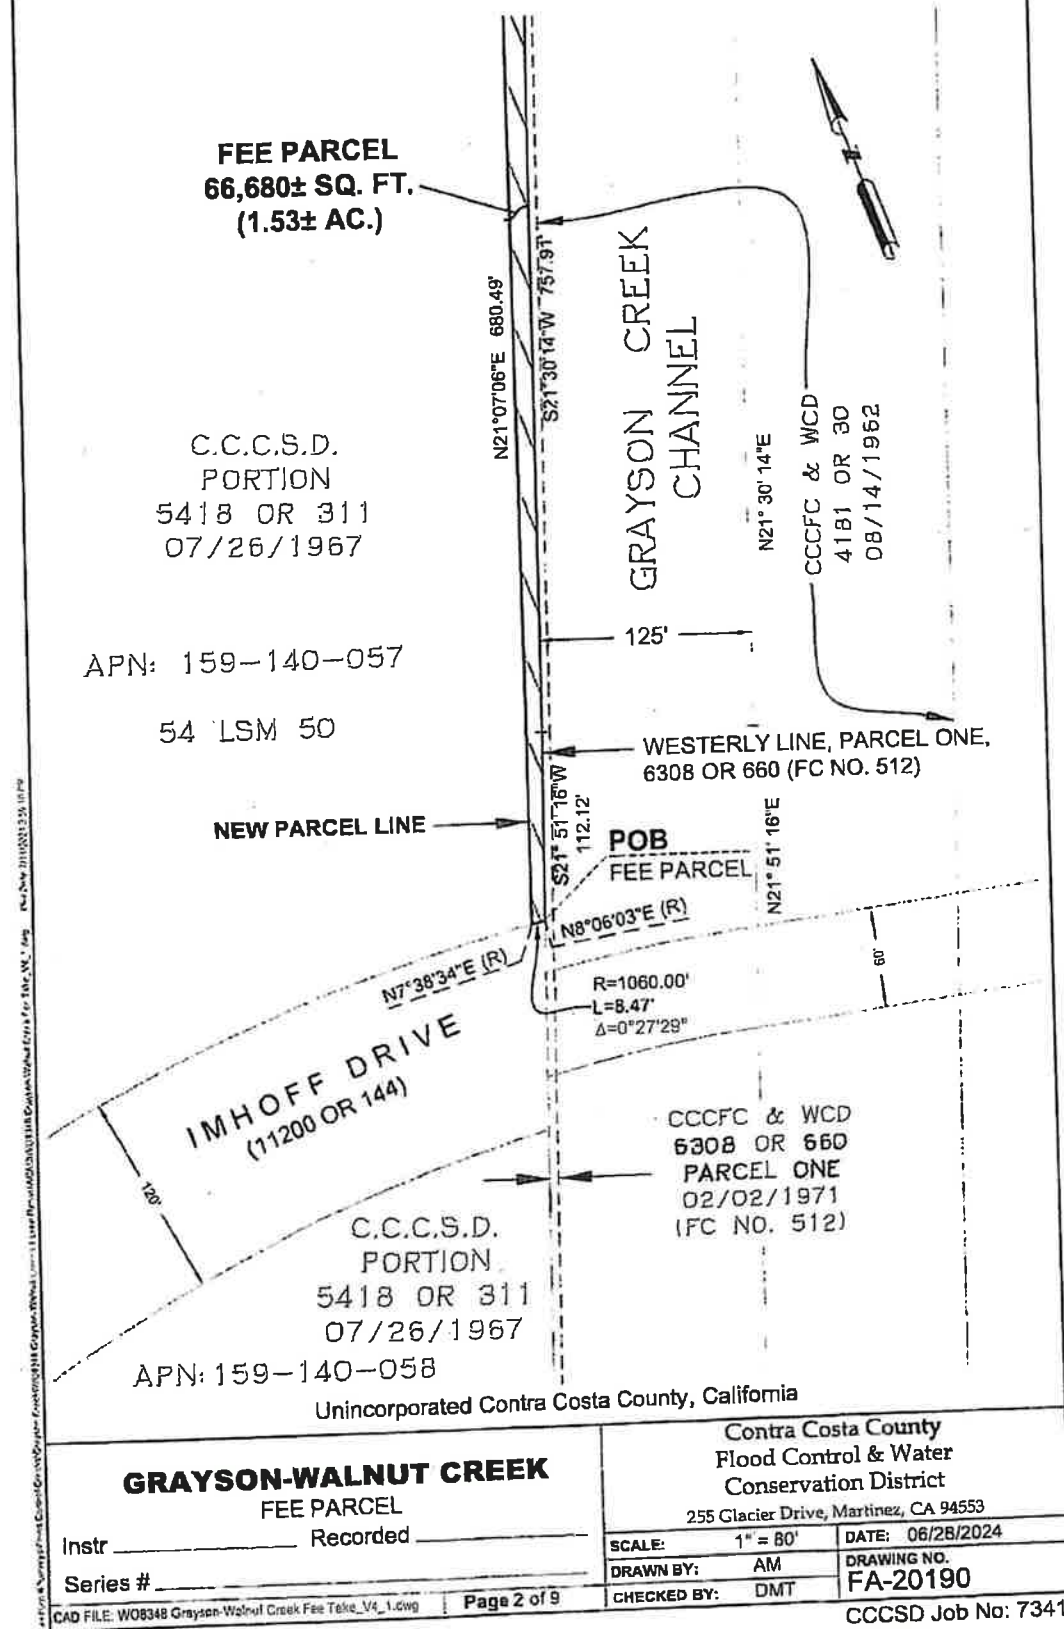 FEE PARCEL
66,680± SQ. FT.
(1.53± AC.)
N21°07'06"E 680.49'
S21°30'14"W 757.91'
GRAYSON CREEK
CHANNEL
N21° 30' 14"E
CCCFC & WCD
4181 OR 30
08/14/1962
C.C.C.S.D.
PORTION
5418 OR 311
07/26/1967
125'
APN: 159-140-057
54 LSM 50
WESTERLY LINE, PARCEL ONE,
6308 OR 660 (FC NO. 512)
NEW PARCEL LINE
S21° 51' 16"W
112.12'
POB
FEE PARCEL
N21° 51' 16"E
N8°06'03"E (R)
N7°38'34"E (R)
R=1060.00'
L=8.47'
Δ=0°27'29"
60'
IMHOFF DRIVE
(11200 OR 144)
120'
CCCFC & WCD
6308 OR 660
PARCEL ONE
02/02/1971
(FC NO. 512)
C.C.C.S.D.
PORTION
5418 OR 311
07/26/1967
APN: 159-140-058
Unincorporated Contra Costa County, California
GRAYSON-WALNUT CREEK
FEE PARCEL
Instr
Recorded
Series #
CAD FILE: WO8348 Grayson-Walnut Creek Fee Take_V4_1.dwg
Page 2 of 9
Contra Costa County
Flood Control & Water
Conservation District
255 Glacier Drive, Martinez, CA 94553
SCALE: 1" = 80'
DATE: 06/28/2024
DRAWN BY: AM
DRAWING NO.
FA-20190
CHECKED BY: DMT
CCCSD Job No: 7341